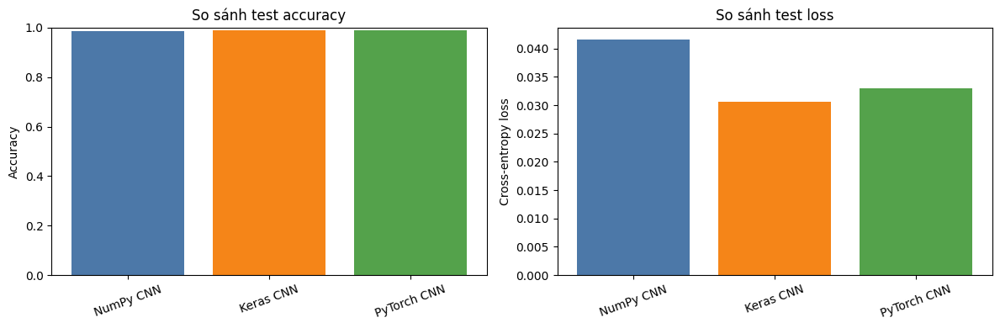 So sánh test accuracy
Accuracy
1.0
0.8
0.6
0.4
0.2
0.0
NumPy CNN
Keras CNN
PyTorch CNN
So sánh test loss
Cross-entropy loss
0.040
0.035
0.030
0.025
0.020
0.015
0.010
0.005
0.000
NumPy CNN
Keras CNN
PyTorch CNN